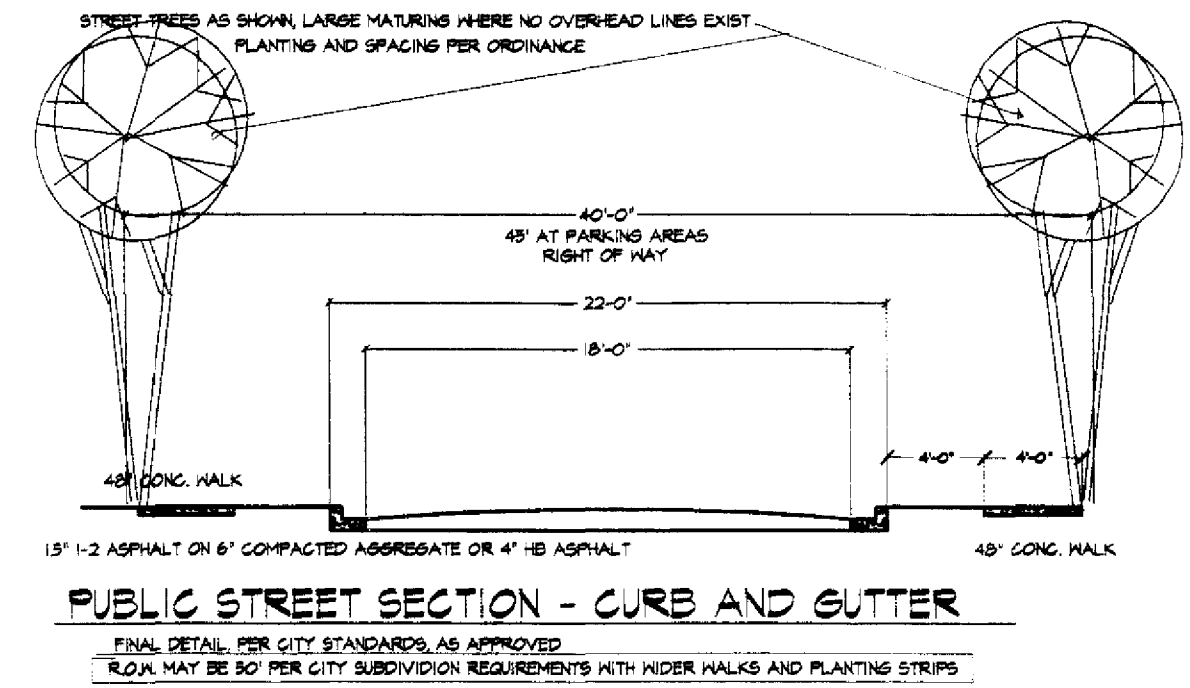 STREET TREES AS SHOWN, LARGE MATURING WHERE NO OVERHEAD LINES EXIST
PLANTING AND SPACING PER ORDINANCE
40'-0"
45' AT PARKING AREAS
RIGHT OF WAY
22'-0"
18'-0"
4'-0" 4'-0"
48" CONC. WALK
1.5" I-2 ASPHALT ON 6" COMPACTED AGGREGATE OR 4" HB ASPHALT
48" CONC. WALK
PUBLIC STREET SECTION - CURB AND GUTTER
FINAL DETAIL, PER CITY STANDARDS, AS APPROVED
R.O.W. MAY BE 50' PER CITY SUBDIVIDION REQUIREMENTS WITH WIDER WALKS AND PLANTING STRIPS